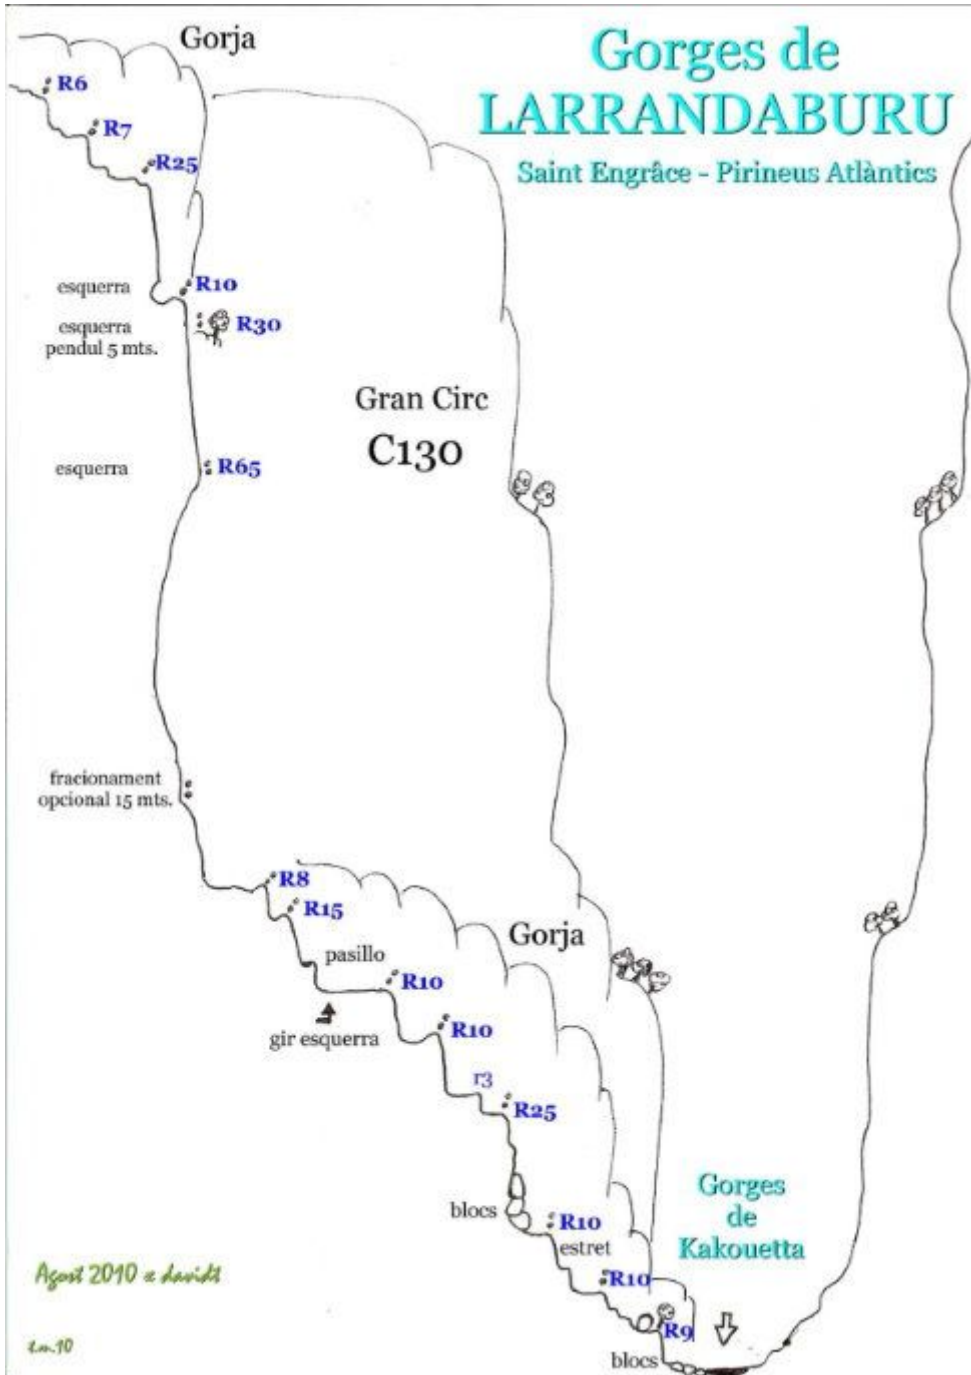 Gorges de
LARRANDABURU
Saint Engrâce - Pirineus Atlàntics
Gorja
R6
R7
R25
esquerra
R10
esquerra
pendul 5 mts.
R30
Gran Circ
C130
esquerra
R65
fracionament
opcional 15 mts.
R8
R15
Gorja
pasillo
R10
gir esquerra
R10
r3
R25
blocs
R10
estret
Gorges
de
Kakouetta
R10
R9
blocs
Agost 2010 @ davidt
t.m.10